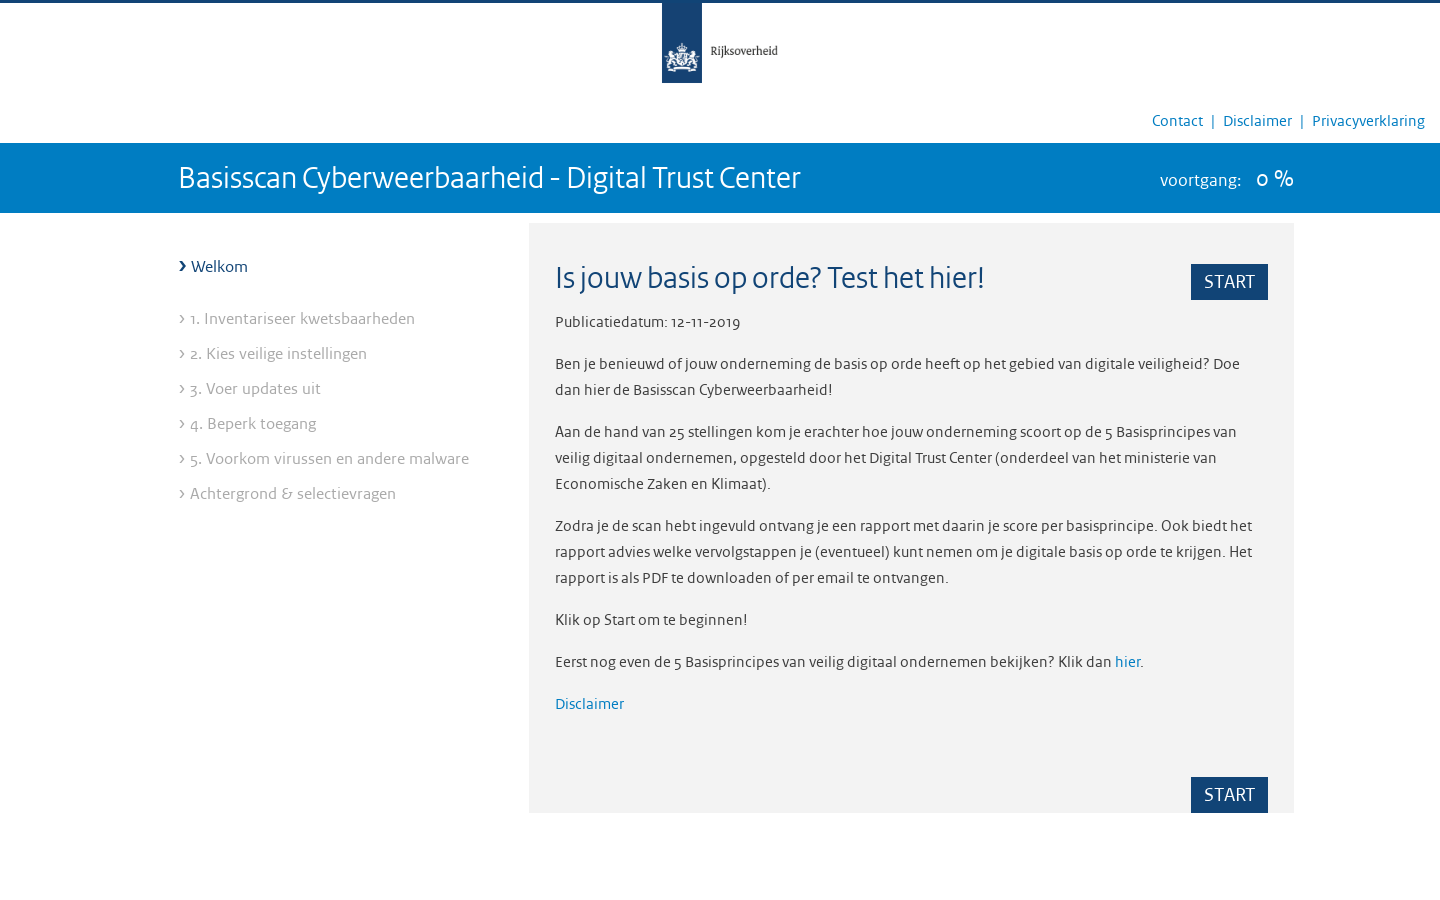 Rijksoverheid
Contact | Disclaimer | Privacyverklaring
Basisscan Cyberweerbaarheid - Digital Trust Center
voortgang: 0 %
› Welkom
› 1. Inventariseer kwetsbaarheden
› 2. Kies veilige instellingen
› 3. Voer updates uit
› 4. Beperk toegang
› 5. Voorkom virussen en andere malware
› Achtergrond & selectievragen
Is jouw basis op orde? Test het hier!
START
Publicatiedatum: 12-11-2019
Ben je benieuwd of jouw onderneming de basis op orde heeft op het gebied van digitale veiligheid? Doe
dan hier de Basisscan Cyberweerbaarheid!
Aan de hand van 25 stellingen kom je erachter hoe jouw onderneming scoort op de 5 Basisprincipes van
veilig digitaal ondernemen, opgesteld door het Digital Trust Center (onderdeel van het ministerie van
Economische Zaken en Klimaat).
Zodra je de scan hebt ingevuld ontvang je een rapport met daarin je score per basisprincipe. Ook biedt het
rapport advies welke vervolgstappen je (eventueel) kunt nemen om je digitale basis op orde te krijgen. Het
rapport is als PDF te downloaden of per email te ontvangen.
Klik op Start om te beginnen!
Eerst nog even de 5 Basisprincipes van veilig digitaal ondernemen bekijken? Klik dan hier.
Disclaimer
START